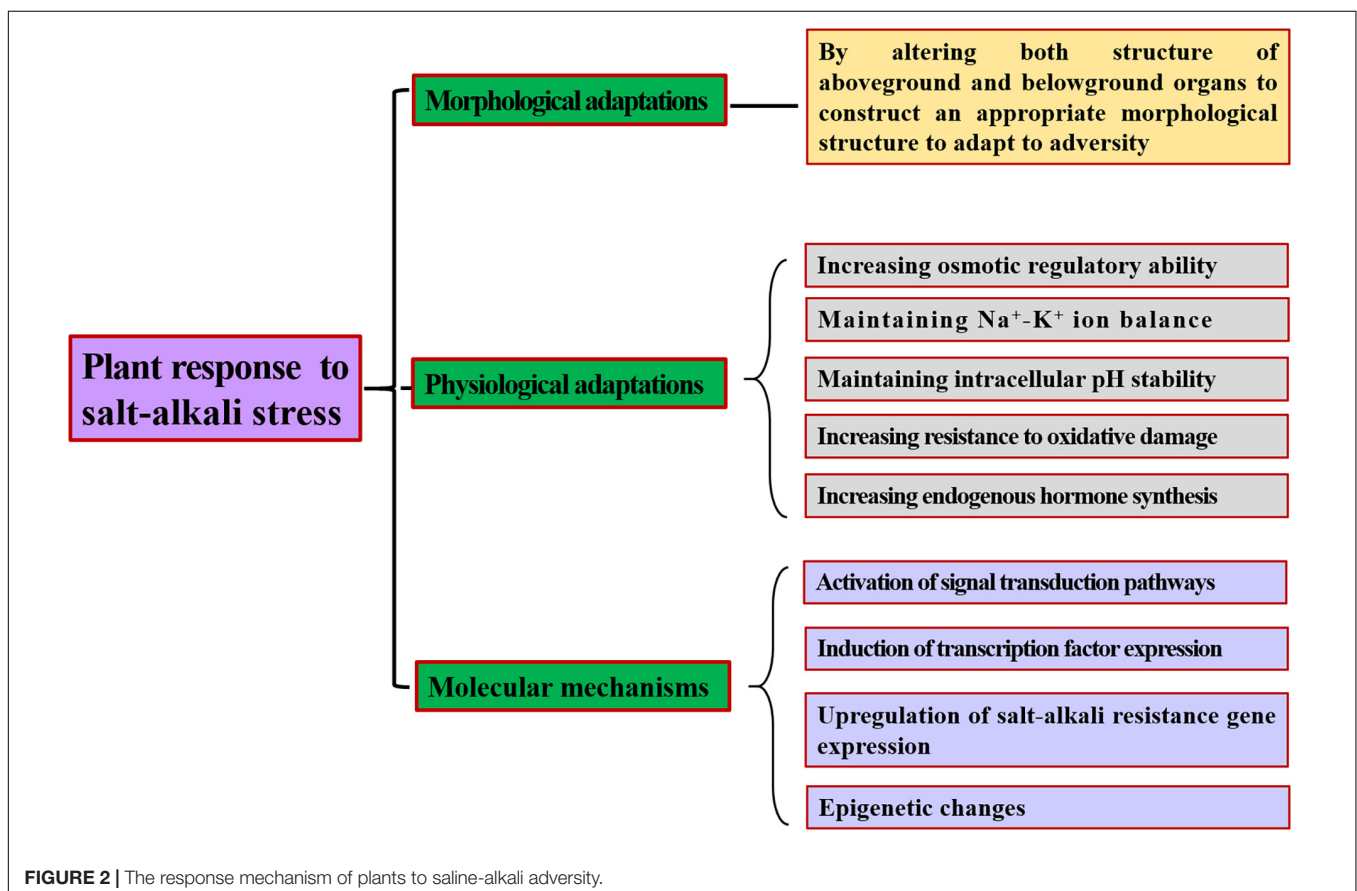 Plant response to
salt-alkali stress
Morphological adaptations
By altering both structure of
aboveground and belowground organs to
construct an appropriate morphological
structure to adapt to adversity
Physiological adaptations
Increasing osmotic regulatory ability
Maintaining Na⁺-K⁺ ion balance
Maintaining intracellular pH stability
Increasing resistance to oxidative damage
Increasing endogenous hormone synthesis
Molecular mechanisms
Activation of signal transduction pathways
Induction of transcription factor expression
Upregulation of salt-alkali resistance gene
expression
Epigenetic changes
FIGURE 2 | The response mechanism of plants to saline-alkali adversity.